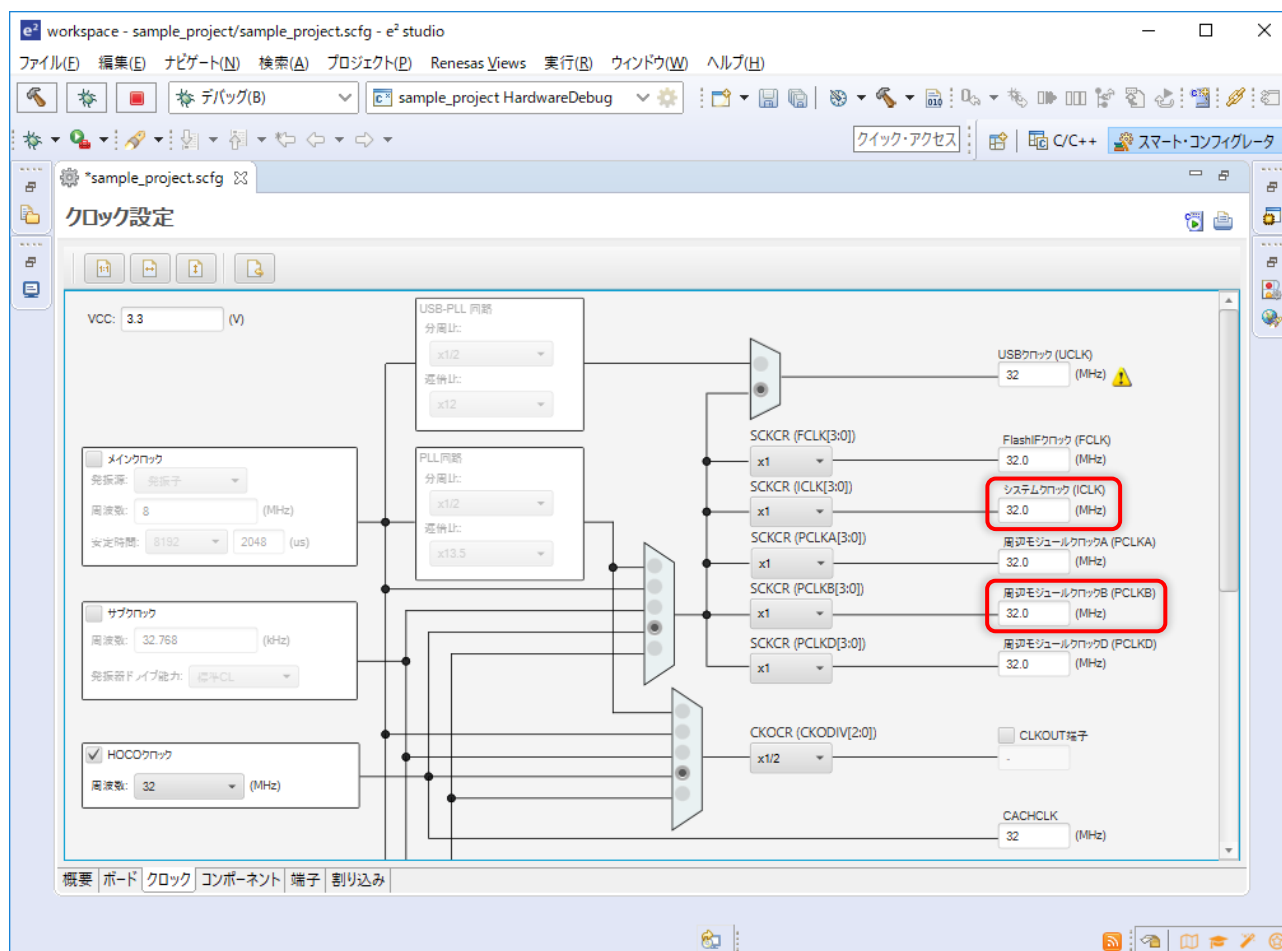 workspace - sample_project/sample_project.scfg - e² studio
ファイル(F) 編集(E) ナビゲート(N) 検索(A) プロジェクト(P) Renesas Views 実行(R) ウィンドウ(W) ヘルプ(H)
デバッグ(B) sample_project HardwareDebug
クイック・アクセス C/C++ スマート・コンフィグレータ
*sample_project.scfg
クロック設定
VCC: 3.3 (V)
USB-PLL 回路
分周比:
x1/2
逓倍比:
x12
USBクロック (UCLK)
32 (MHz)
メインクロック
発振源: 発振子
周波数: 8 (MHz)
安定時間: 8192 2048 (us)
PLL回路
分周比:
x1/2
逓倍比:
x13.5
SCKCR (FCLK[3:0])
x1
FlashIFクロック (FCLK)
32.0 (MHz)
SCKCR (ICLK[3:0])
x1
システムクロック (ICLK)
32.0 (MHz)
SCKCR (PCLKA[3:0])
x1
周辺モジュールクロックA (PCLKA)
32.0 (MHz)
SCKCR (PCLKB[3:0])
x1
周辺モジュールクロックB (PCLKB)
32.0 (MHz)
SCKCR (PCLKD[3:0])
x1
周辺モジュールクロックD (PCLKD)
32.0 (MHz)
サブクロック
周波数: 32.768 (kHz)
発振器ドライブ能力: 標準CL
HOCOクロック
周波数: 32 (MHz)
CKOCR (CKODIV[2:0])
x1/2
CLKOUT端子
-
CACHCLK
32 (MHz)
概要 ボード クロック コンポーネント 端子 割り込み